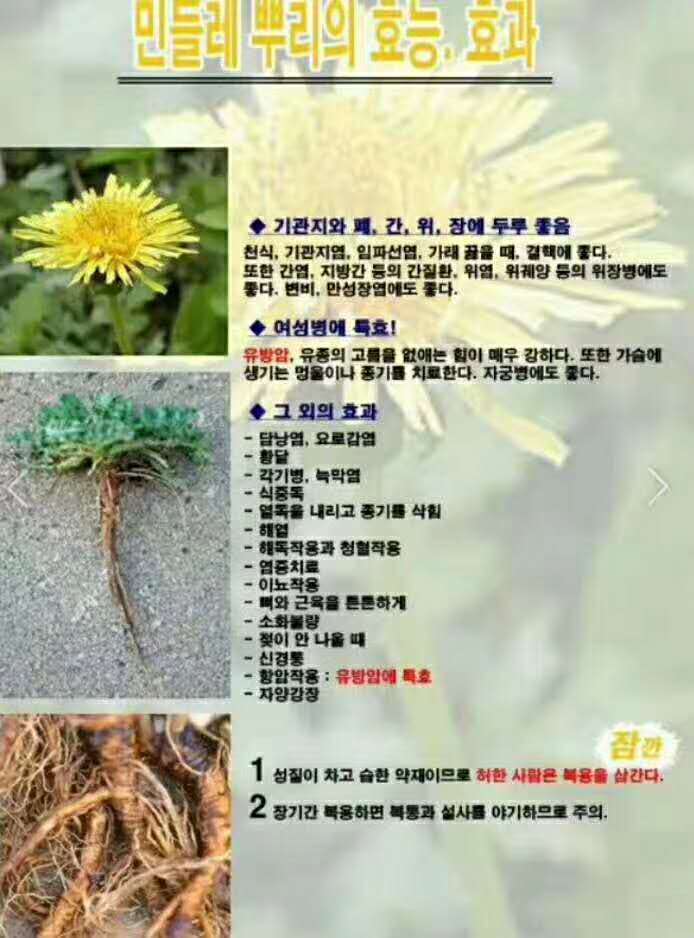 민들레 뿌리의 효능. 효과
◆ 기관지와 폐, 간, 위, 장에 두루 좋음
천식, 기관지염, 임파선염, 가래 끓을 때, 결핵에 좋다.
또한 간염, 지방간 등의 간질환, 위염, 위궤양 등의 위장병에도
좋다. 변비, 만성장염에도 좋다.
◆ 여성병에 특효!
유방암, 유종의 고름을 없애는 힘이 매우 강하다. 또한 가슴에
생기는 멍울이나 종기를 치료한다. 자궁병에도 좋다.
◆ 그 외의 효과
- 담낭염, 요로감염
- 황달
- 각기병, 늑막염
- 식중독
- 열독을 내리고 종기를 삭힘
- 해열
- 해독작용과 청혈작용
- 염증치료
- 이뇨작용
- 뼈와 근육을 튼튼하게
- 소화불량
- 젖이 안 나올 때
- 신경통
- 항암작용 : 유방암에 특효
- 자양강장
잠깐
1 성질이 차고 습한 약재이므로 허한 사람은 복용을 삼간다.
2 장기간 복용하면 복통과 설사를 야기하므로 주의.